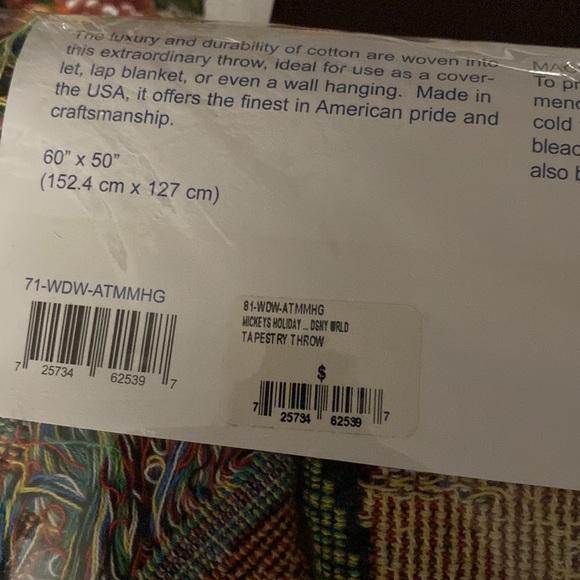 The luxury and durability of cotton are woven into
this extraordinary throw, ideal for use as a cover-
let, lap blanket, or even a wall hanging. Made in
the USA, it offers the finest in American pride and
craftsmanship.
60" x 50"
(152.4 cm x 127 cm)
To
cold
also
71-WDW-ATMMHG
7 25734 62539 7
81-WDW-ATMMHG
MICKEYS HOLIDAY ... DSNY WRLD
TAPESTRY THROW
$
7 25734 62539 7